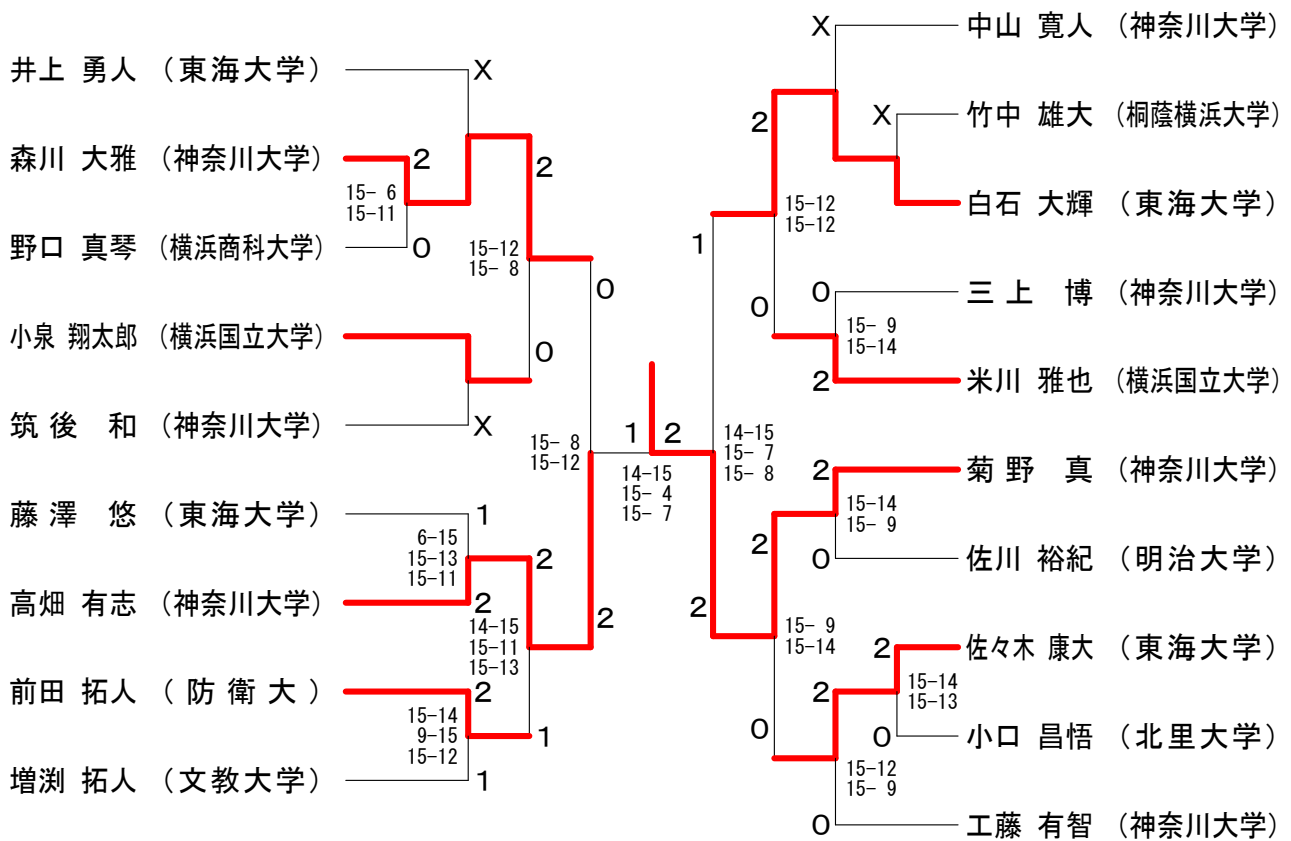 井上 勇人 （東海大学）
X
森川 大雅 （神奈川大学）
2
15- 6
15-11
野口 真琴 （横浜商科大学）
0
2
15-12
15- 8
小泉 翔太郎 （横浜国立大学）
0
筑後 和 （神奈川大学）
X
0
15- 8
15-12
藤澤 悠 （東海大学）
1
6-15
15-13
15-11
高畑 有志 （神奈川大学）
2
2
14-15
15-11
15-13
2
前田 拓人 （防衛大）
2
15-14
9-15
15-12
1
増渕 拓人 （文教大学）
1
1
2
14-15
15- 4
15- 7
X
中山 寛人 （神奈川大学）
X
竹中 雄大 （桐蔭横浜大学）
2
白石 大輝 （東海大学）
15-12
15-12
1
0
三上 博 （神奈川大学）
0
15- 9
15-14
2
米川 雅也 （横浜国立大学）
14-15
15- 7
15- 8
2
菊野 真 （神奈川大学）
15-14
15- 9
2
0
佐川 裕紀 （明治大学）
2
15- 9
15-14
2
佐々木 康大 （東海大学）
15-14
15-13
2
0
小口 昌悟 （北里大学）
0
15-12
15- 9
0
工藤 有智 （神奈川大学）